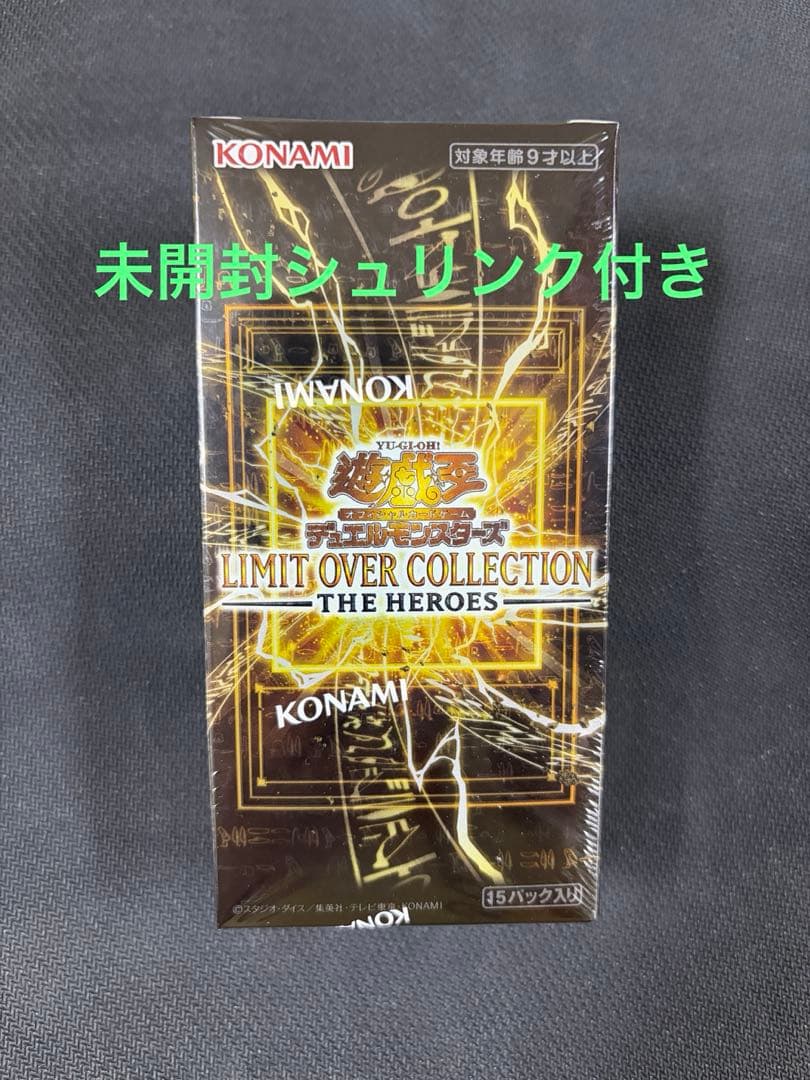 KONAMI
対象年齢9才以上
未開封シュリンク付き
KONAMI
YU-GI-OH!
遊戯王
オフィシャルカードゲーム
デュエルモンスターズ
LIMIT OVER COLLECTION
THE HEROES
KONAMI
15パック入り
©スタジオ・ダイス/集英社・テレビ東京・KONAMI
KONA